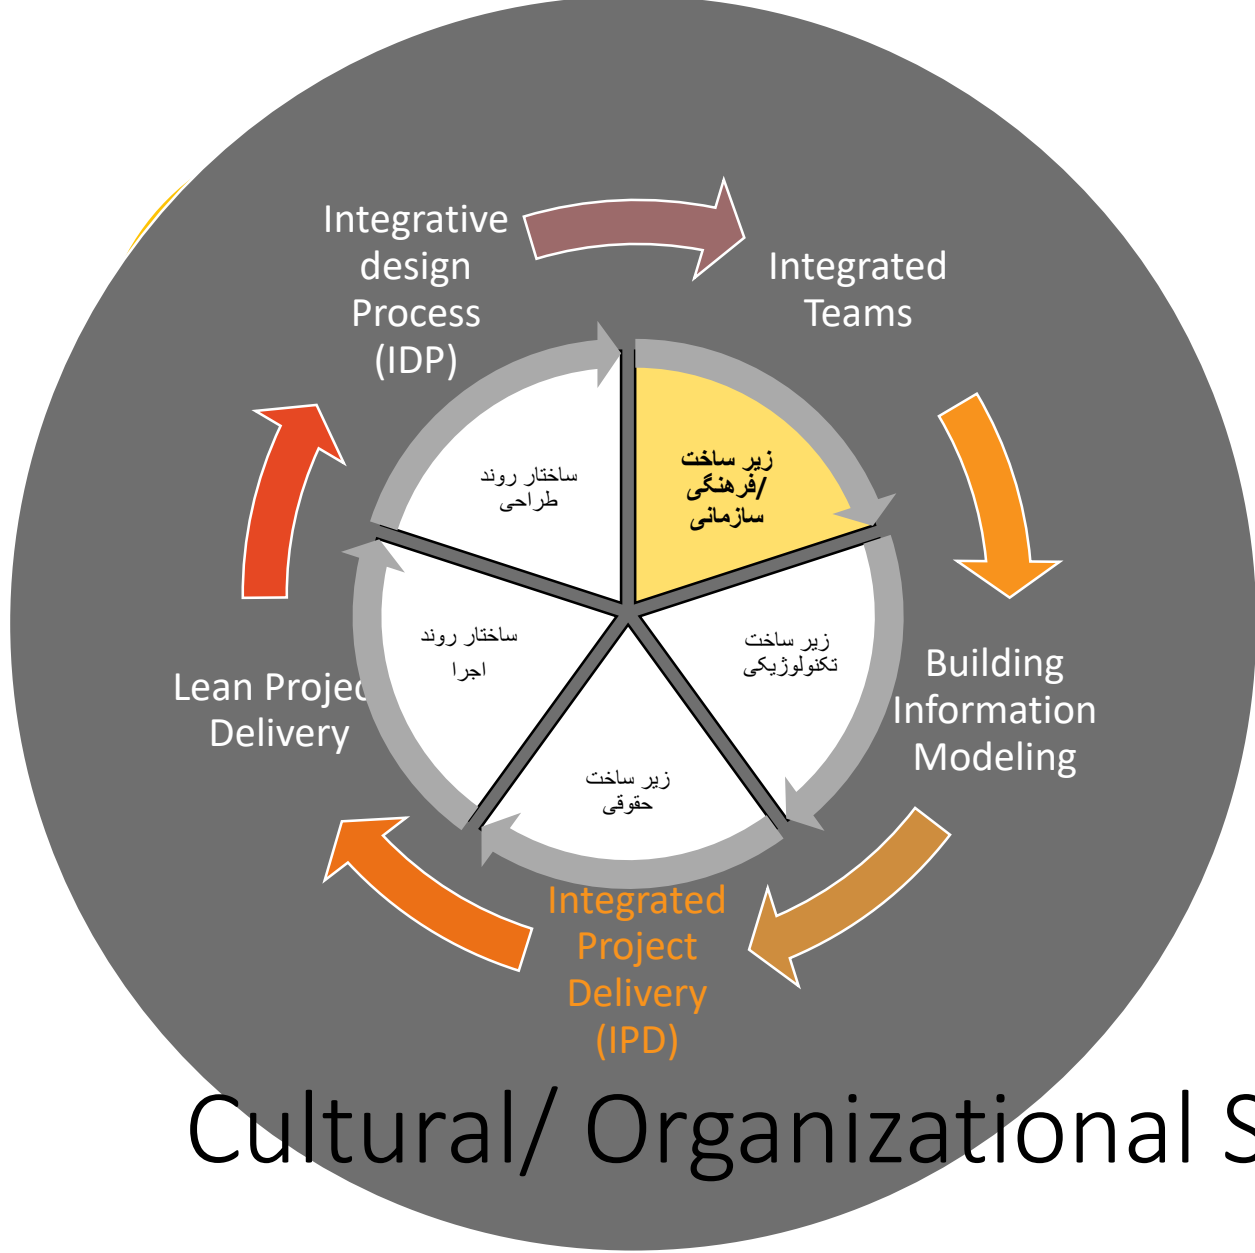 Integrative
design
Process
(IDP)
Integrated
Teams
ساختار روند
طراحی
زیر ساخت
فرهنگی/
سازمانی
ساختار روند
اجرا
زیر ساخت
تکنولوژیکی
زیر ساخت
حقوقی
Building
Information
Modeling
Lean Projec
Delivery
Integrated
Project
Delivery
(IPD)
Cultural/ Organizational S